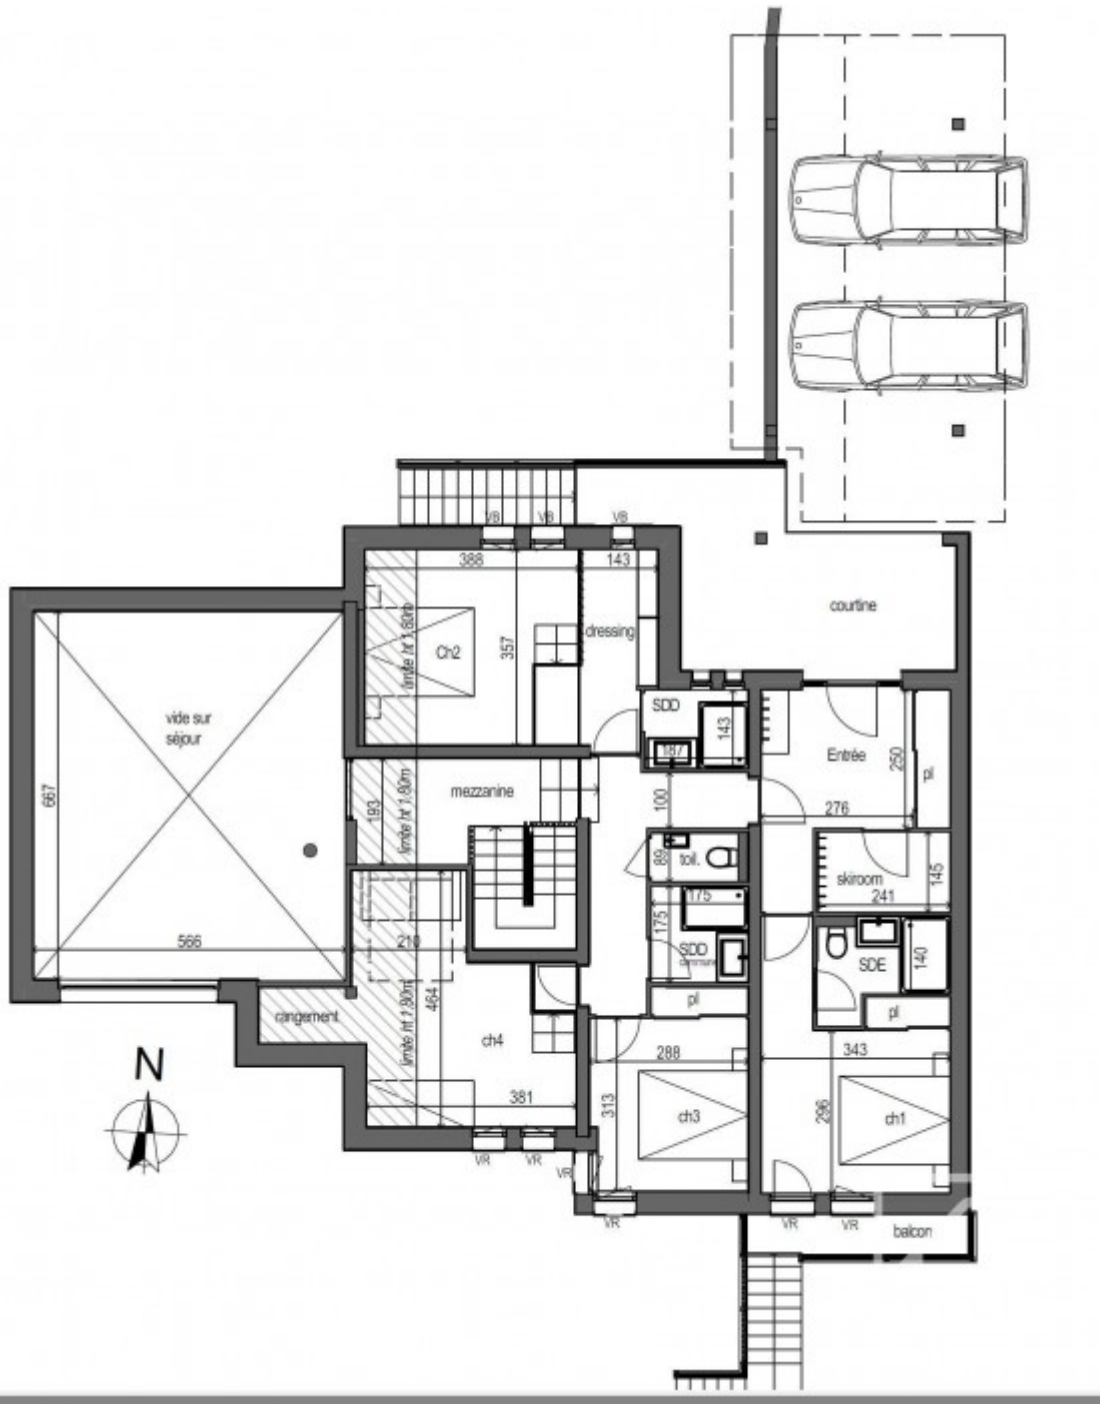 VB
VB
VB
388
143
courtine
limite ht 1.80m
dressing
357
Ch2
vide sur
séjour
SDD
143
187
Entrée
250
pl.
667
mezzanine
193
limite ht 1.80m
100
276
89
toil.
skiroom
145
241
175
175
SDD
commune
SDE
140
566
210
464
limite ht 1.80m
pl
pl
rangement
ch4
288
343
N
381
313
ch3
296
ch1
VR
VR
VR
VR
VR
VR
balcon